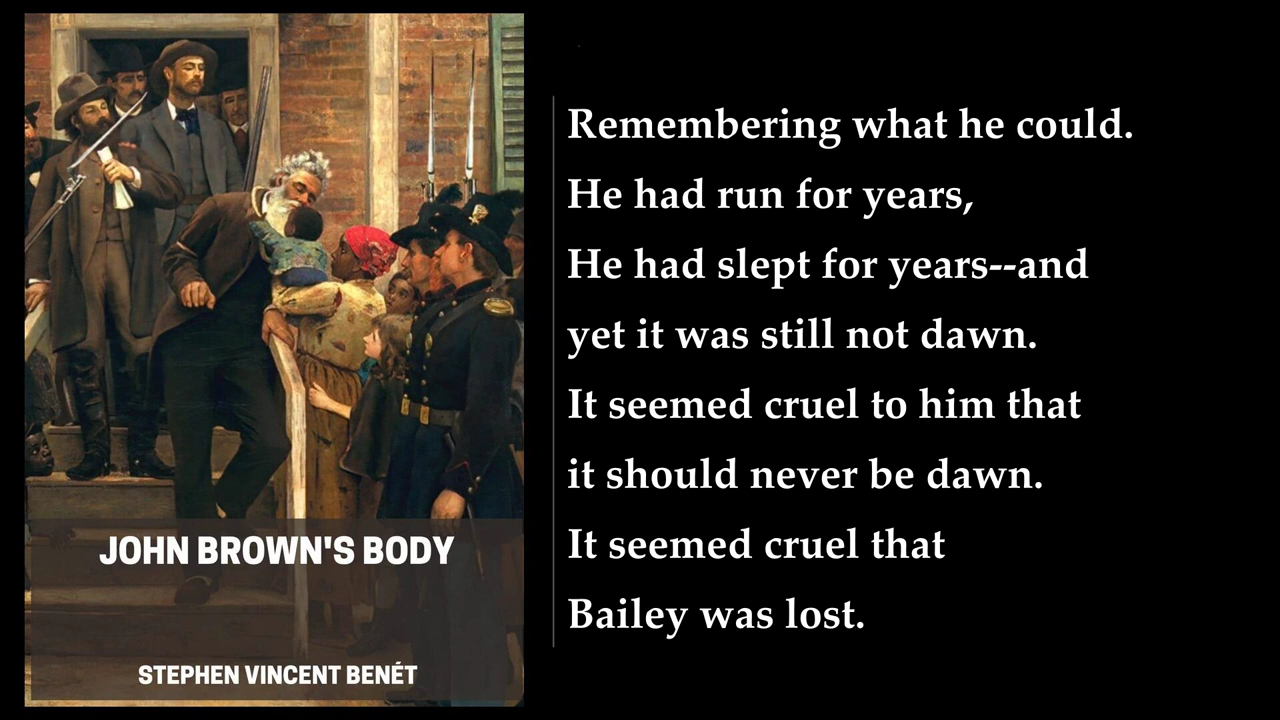 JOHN BROWN'S BODY
STEPHEN VINCENT BENÉT
Remembering what he could.
He had run for years,
He had slept for years--and
yet it was still not dawn.
It seemed cruel to him that
it should never be dawn.
It seemed cruel that
Bailey was lost.